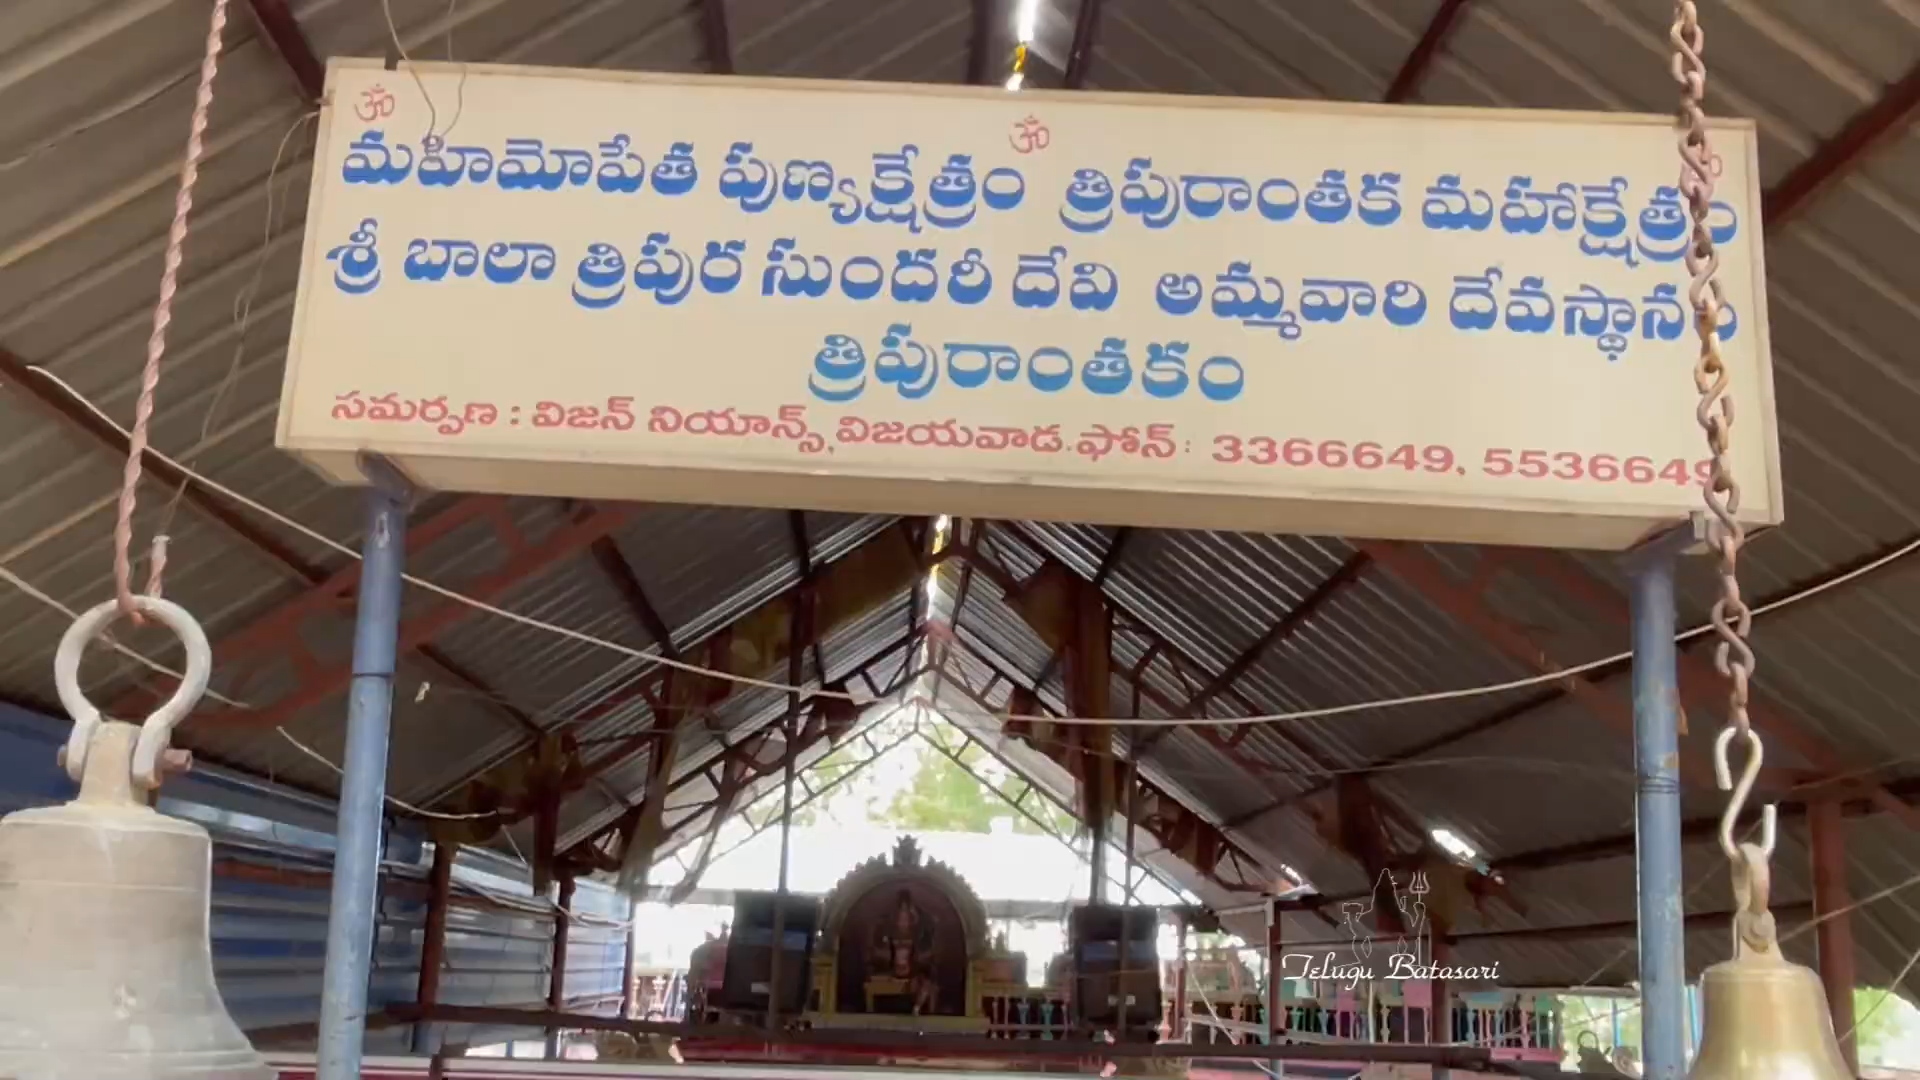 ॐ ॐ
మహిమోపేత పుణ్యక్షేత్రం త్రిపురాంతక మహాక్షేత్రం
శ్రీ బాలా త్రిపుర సుందరీ దేవి అమ్మవారి దేవస్థానం
త్రిపురాంతకం
సమర్పణ : విజన్ నియాన్స్, విజయవాడ. ఫోన్ : 3366649, 5536649
Telugu Batasari